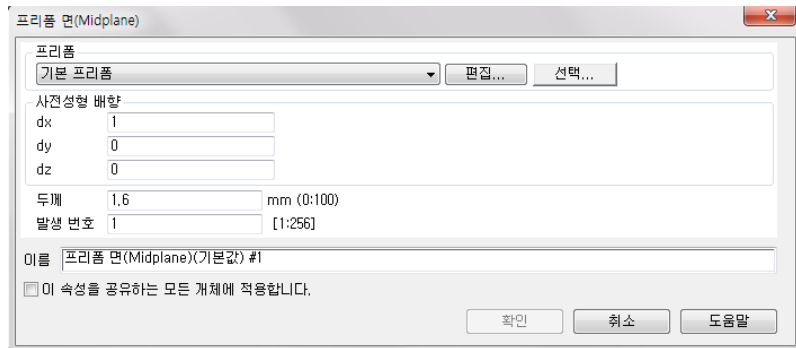 프리폼 면(Midplane)
프리폼
기본 프리폼 편집... 선택...
사전성형 배향
dx 1
dy 0
dz 0
두께 1.6 mm (0:100)
발생 번호 1 [1:256]
이름 프리폼 면(Midplane)(기본값) #1
이 속성을 공유하는 모든 개체에 적용합니다.
확인 취소 도움말